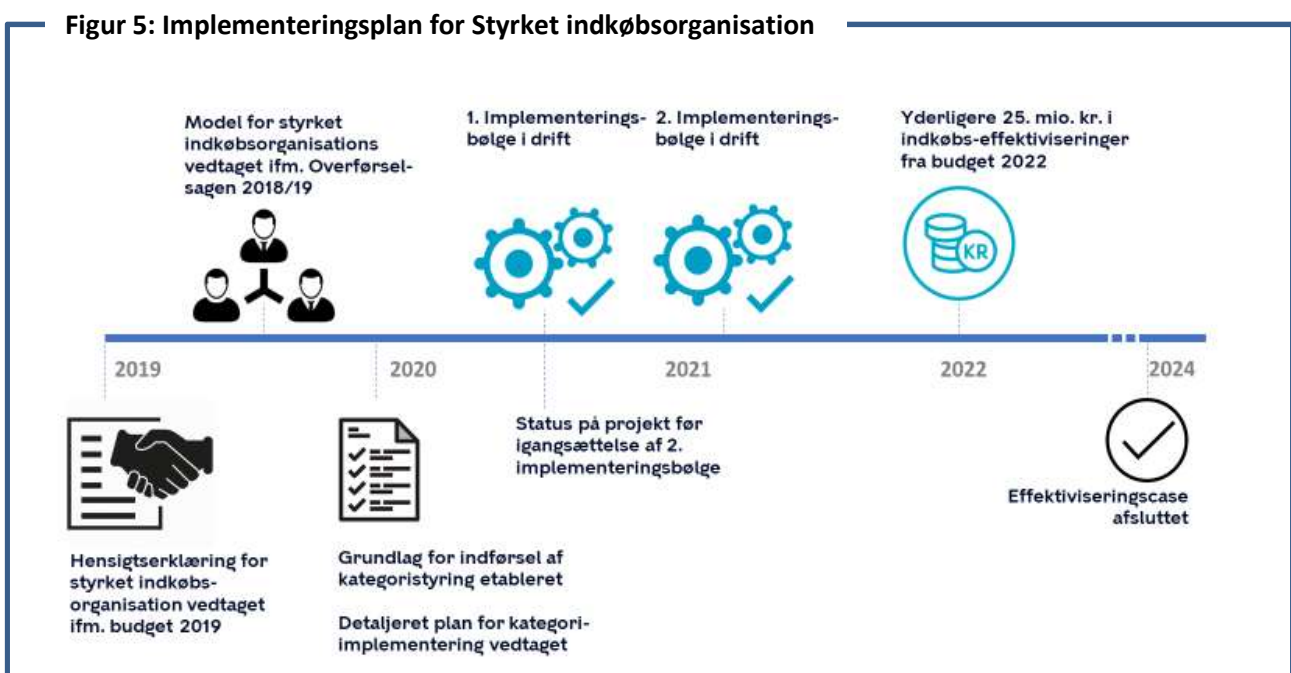 Figur 5: Implementeringsplan for Styrket indkøbsorganisation
Model for styrket
indkøbsorganisations
vedtaget ifm. Overførsel-
sagen 2018/19
1. Implementerings-
bølge i drift
2. Implementerings-
bølge i drift
Yderligere 25. mio. kr. i
indkøbs-effektiviseringer
fra budget 2022
KR
2019
2020
2021
2022
2024
Hensigtserklæring for
styrket indkøbs-
organisation vedtaget
ifm. budget 2019
Grundlag for indførsel af
kategoristyring etableret
Detaljeret plan for kategori-
implementering vedtaget
Status på projekt før
igangsættelse af 2.
implementeringsbølge
Effektiviseringscase
afsluttet